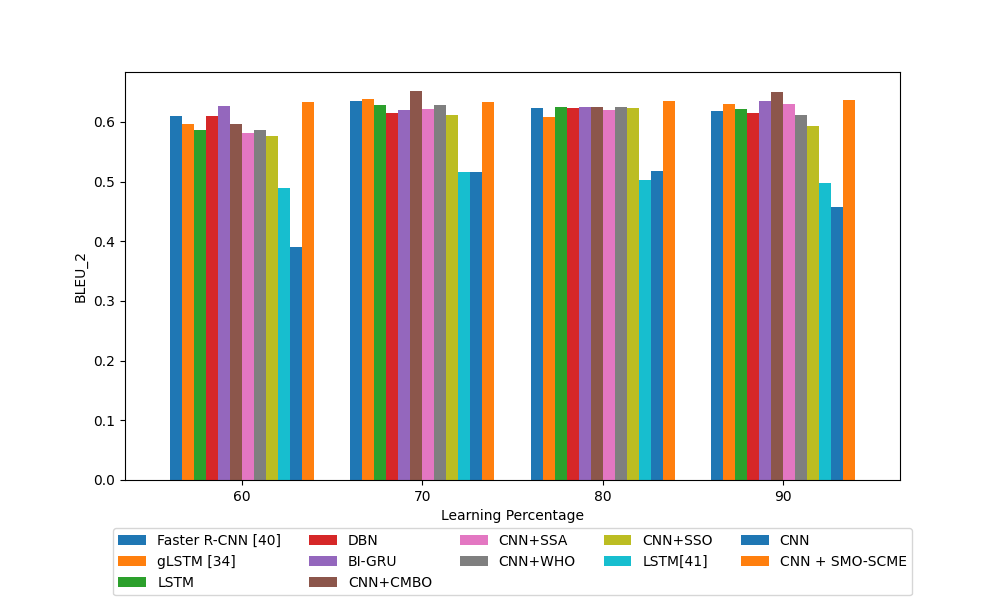 0.6
0.5
0.4
0.3
0.2
0.1
0.0
BLEU_2
60 70 80 90
Learning Percentage
Faster R-CNN [40] DBN CNN+SSA CNN+SSO CNN
gLSTM [34] BI-GRU CNN+WHO LSTM[41] CNN + SMO-SCME
LSTM CNN+CMBO